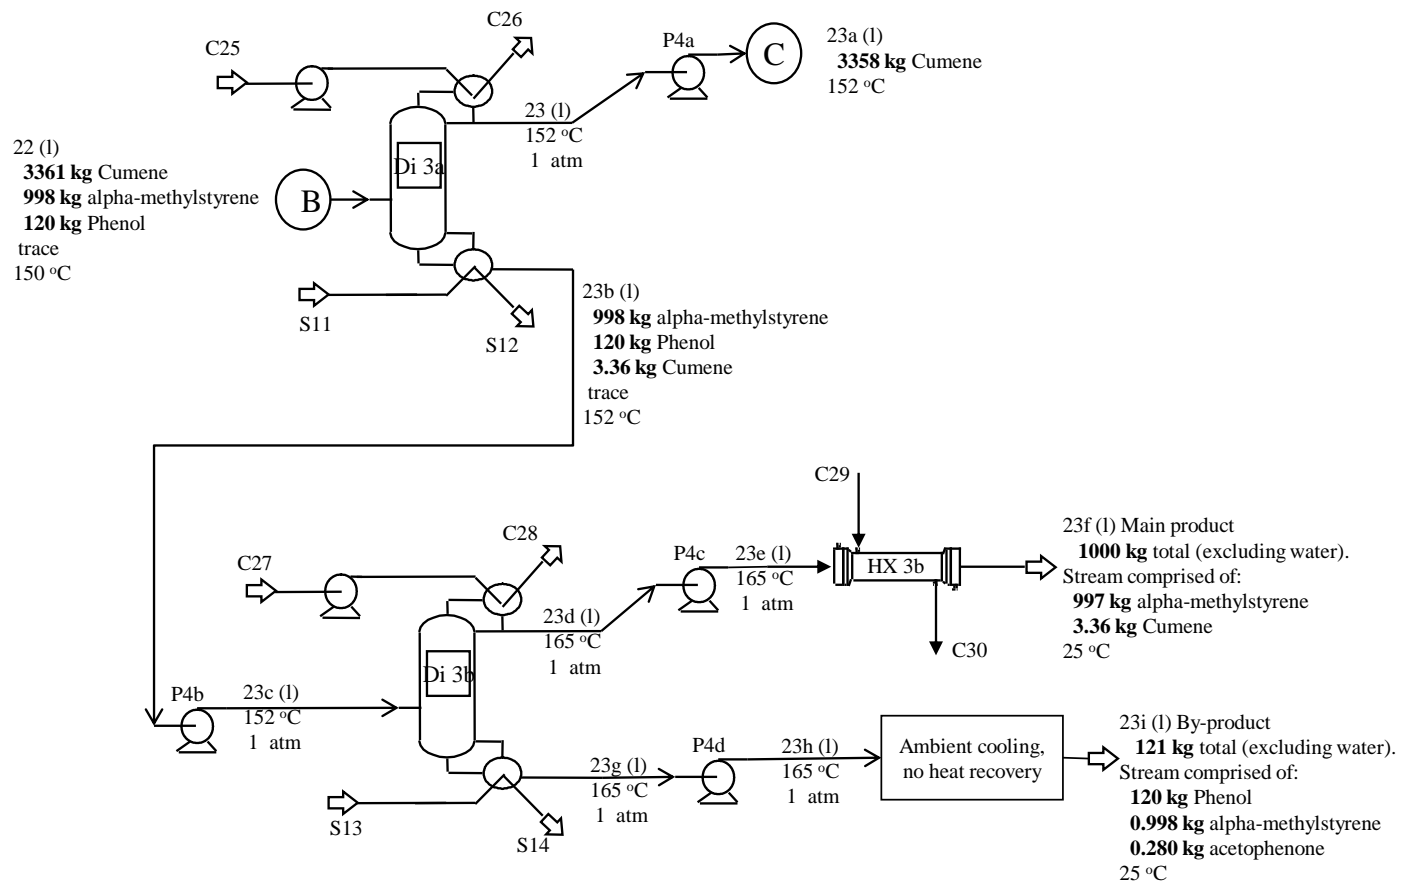 C26
C25
P4a
C
23a (l)
3358 kg Cumene
152 °C
23 (l)
152 °C
1 atm
Di 3a
22 (l)
3361 kg Cumene
998 kg alpha-methylstyrene
120 kg Phenol
trace
150 °C
B
S11
S12
23b (l)
998 kg alpha-methylstyrene
120 kg Phenol
3.36 kg Cumene
trace
152 °C
C29
C28
C27
P4c
23e (l)
165 °C
1 atm
HX 3b
C30
23f (l) Main product
1000 kg total (excluding water).
Stream comprised of:
997 kg alpha-methylstyrene
3.36 kg Cumene
25 °C
23d (l)
165 °C
1 atm
Di 3b
P4b
23c (l)
152 °C
1 atm
23g (l)
165 °C
1 atm
P4d
23h (l)
165 °C
1 atm
Ambient cooling,
no heat recovery
S13
S14
23i (l) By-product
121 kg total (excluding water).
Stream comprised of:
120 kg Phenol
0.998 kg alpha-methylstyrene
0.280 kg acetophenone
25 °C